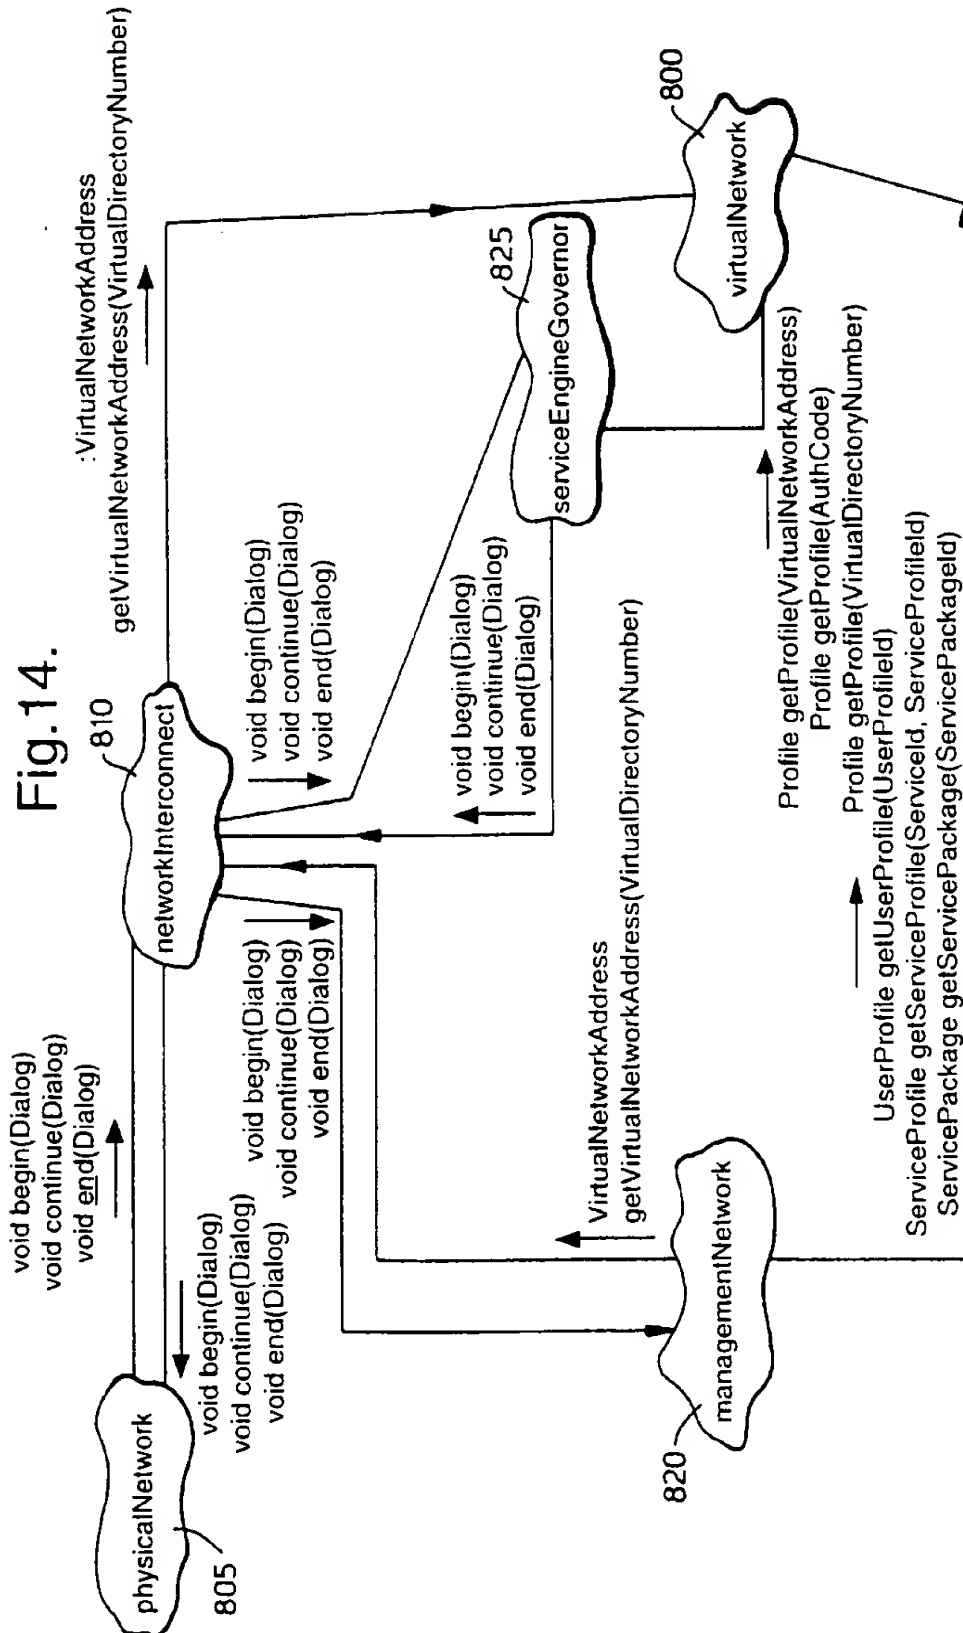 Fig.14.
void begin(Dialog)
void continue(Dialog)
void end(Dialog)
physicalNetwork
805
void begin(Dialog)
void continue(Dialog)
void end(Dialog)
810
networkInterconnect
:VirtualNetworkAddress
getVirtualNetworkAddress(VirtualDirectoryNumber)
void begin(Dialog)
void continue(Dialog)
void end(Dialog)
void begin(Dialog)
void continue(Dialog)
void end(Dialog)
void begin(Dialog)
void continue(Dialog)
void end(Dialog)
825
serviceEngineGovernor
800
virtualNetwork
VirtualNetworkAddress
getVirtualNetworkAddress(VirtualDirectoryNumber)
820
managementNetwork
Profile getProfile(VirtualNetworkAddress)
Profile getProfile(AuthCode)
Profile getProfile(VirtualDirectoryNumber)
UserProfile getUserProfile(UserProfileId)
ServiceProfile getServiceProfile(ServiceId, ServiceProfileId)
ServicePackage getServicePackage(ServicePackageId)